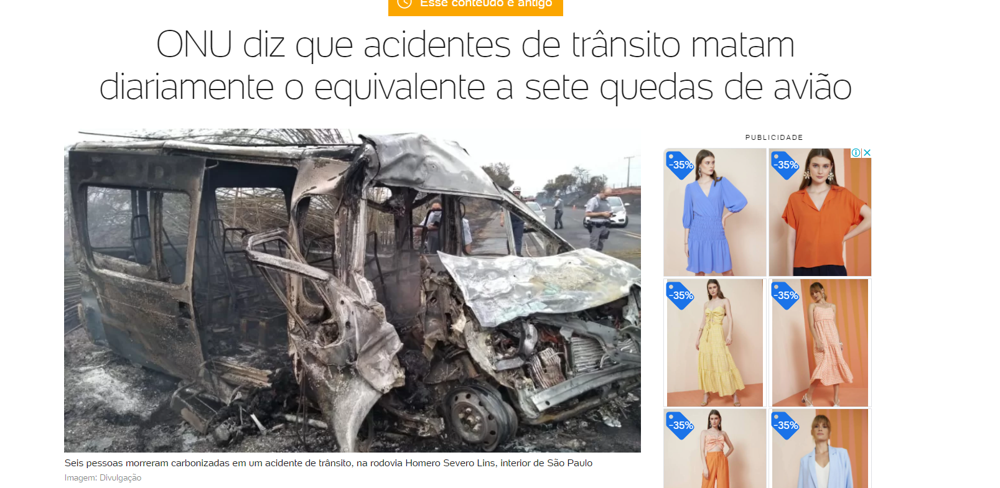 Esse conteúdo é antigo
ONU diz que acidentes de trânsito matam
diariamente o equivalente a sete quedas de avião
PUBLICIDADE
-35%
-35%
-35%
-35%
-35%
-35%
Seis pessoas morreram carbonizadas em um acidente de trânsito, na rodovia Homero Severo Lins, interior de São Paulo
Imagem: Divulgação